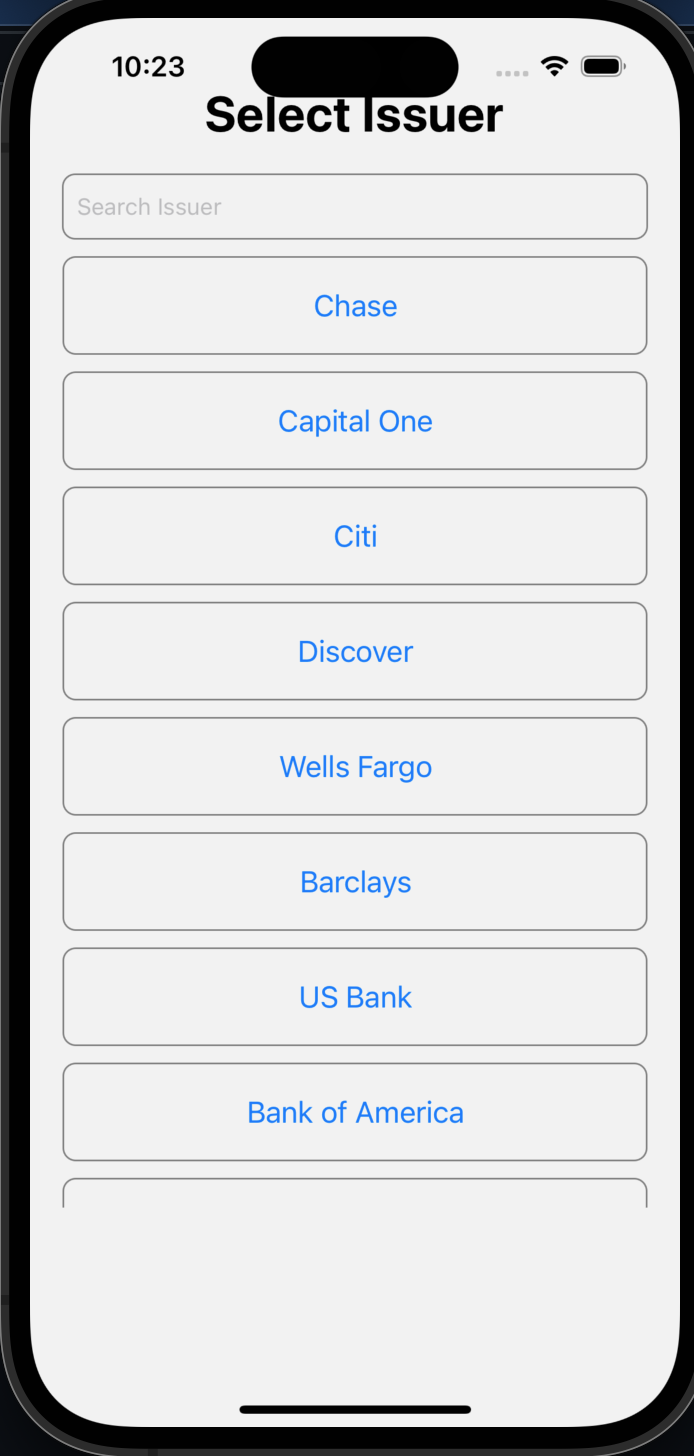 10:23
Select Issuer
Search Issuer
Chase
Capital One
Citi
Discover
Wells Fargo
Barclays
US Bank
Bank of America